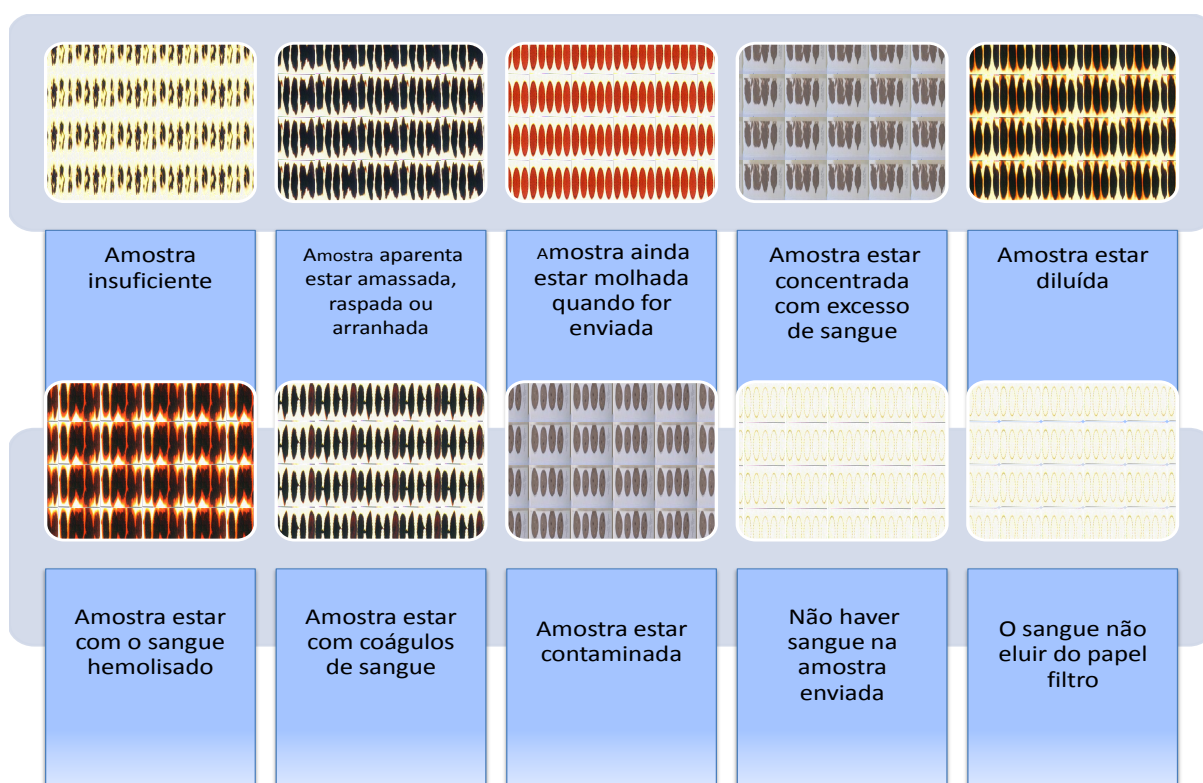 Amostra
insuficiente
Amostra aparenta
estar amassada,
raspada ou
arranhada
Amostra ainda
estar molhada
quando for
enviada
Amostra estar
concentrada
com excesso
de sangue
Amostra estar
diluída
Amostra estar
com o sangue
hemolisado
Amostra estar
com coágulos
de sangue
Amostra estar
contaminada
Não haver
sangue na
amostra
enviada
O sangue não
eluir do papel
filtro